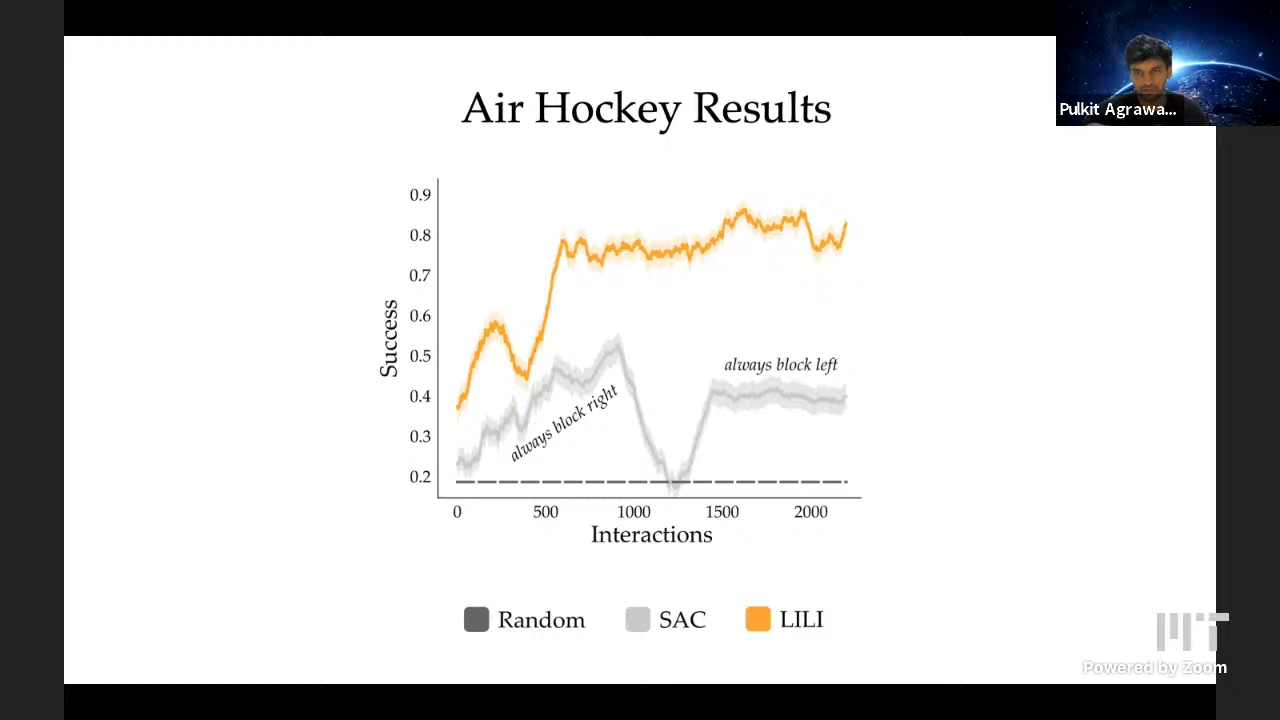 Air Hockey Results
Pulkit Agrawa...
0.9
0.8
0.7
0.6
0.5
0.4
0.3
0.2
Success
always block right
always block left
0 500 1000 1500 2000
Interactions
Random SAC LILI
MIT
Powered by Zoom